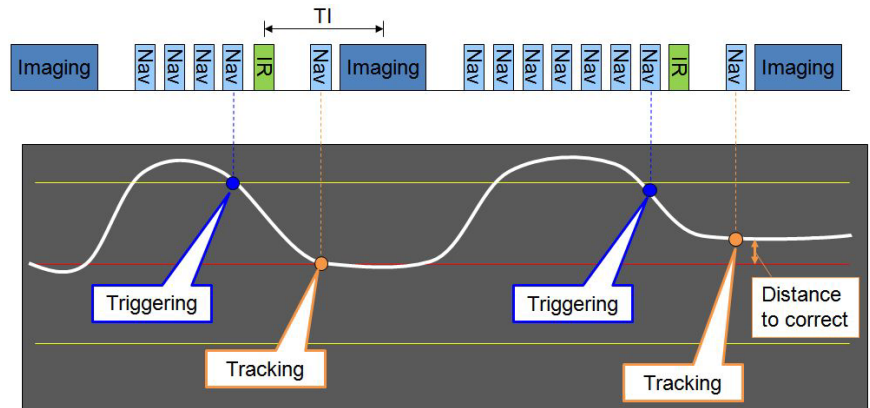 TI
Imaging
Nav
Nav
Nav
Nav
IR
Nav
Imaging
Nav
Nav
Nav
Nav
Nav
Nav
Nav
IR
Nav
Imaging
Triggering
Tracking
Triggering
Tracking
Distance
to correct